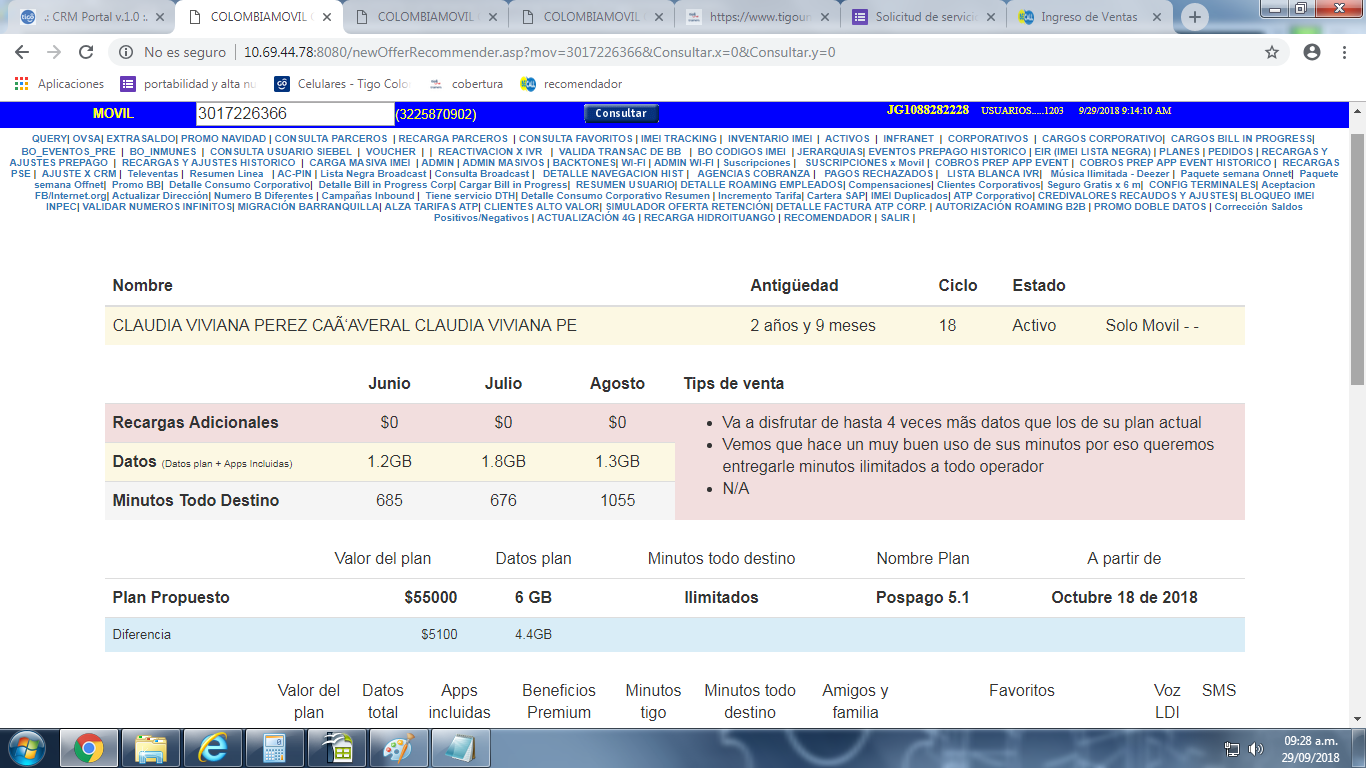 .: CRM Portal v.1.0 :. COLOMBIAMOVIL COLOMBIAMOVIL COLOMBIAMOVIL https://www.tigour Solicitud de servici Ingreso de Ventas
No es seguro | 10.69.44.78:8080/newOfferRecommender.asp?mov=3017226366&Consultar.x=0&Consultar.y=0
Aplicaciones portabilidad y alta nu Celulares - Tigo Colo cobertura recomendador
MOVIL 3017226366 (3225870902) Consultar JG1088282228 USUARIOS.....1203 9/29/2018 9:14:10 AM
QUERY| OVSA| EXTRASALDO| PROMO NAVIDAD | CONSULTA PARCEROS | RECARGA PARCEROS | CONSULTA FAVORITOS | IMEI TRACKING | INVENTARIO IMEI | ACTIVOS | INFRANET | CORPORATIVOS | CARGOS CORPORATIVO| CARGOS BILL IN PROGRESS|
BO_EVENTOS_PRE | BO_INMUNES | CONSULTA USUARIO SIEBEL | VOUCHER | | REACTIVACION X IVR | VALIDA TRANSAC DE BB | BO CODIGOS IMEI | JERARQUIAS| EVENTOS PREPAGO HISTORICO | EIR (IMEI LISTA NEGRA) | PLANES | PEDIDOS | RECARGAS Y
AJUSTES PREPAGO | RECARGAS Y AJUSTES HISTORICO | CARGA MASIVA IMEI | ADMIN | ADMIN MASIVOS | BACKTONES| WI-FI | ADMIN WI-FI | Suscripciones | SUSCRIPCIONES x Movil | COBROS PREP APP EVENT | COBROS PREP APP EVENT HISTORICO | RECARGAS
PSE | AJUSTE X CRM | Televentas | Resumen Línea | AC-PIN | Lista Negra Broadcast | Consulta Broadcast | DETALLE NAVEGACION HIST | AGENCIAS COBRANZA | PAGOS RECHAZADOS | LISTA BLANCA IVR| Música Ilimitada - Deezer | Paquete semana Onnet| Paquete
semana Offnet| Promo BB| Detalle Consumo Corporativo| Detalle Bill in Progress Corp| Cargar Bill in Progress| RESUMEN USUARIO| DETALLE ROAMING EMPLEADOS| Compensaciones| Clientes Corporativos| Seguro Gratis x 6 m| CONFIG TERMINALES| Aceptacion
FB/Internet.org| Actualizar Dirección| Numero B Diferentes | Campañas Inbound | Tiene servicio DTH| Detalle Consumo Corporativo Resumen | Incremento Tarifa| Cartera SAP| IMEI Duplicados| ATP Corporativo| CREDIVALORES RECAUDOS Y AJUSTES| BLOQUEO IMEI
INPEC| VALIDAR NUMEROS INFINITOS| MIGRACIÓN BARRANQUILLA| ALZA TARIFAS ATP| CLIENTES ALTO VALOR| SIMULADOR OFERTA RETENCIÓN| DETALLE FACTURA ATP CORP. | AUTORIZACIÓN ROAMING B2B | PROMO DOBLE DATOS | Corrección Saldos
Positivos/Negativos | ACTUALIZACIÓN 4G | RECARGA HIDROITUANGO | RECOMENDADOR | SALIR |
Nombre Antigüedad Ciclo Estado
CLAUDIA VIVIANA PEREZ CAÃ‘AVERAL CLAUDIA VIVIANA PE 2 años y 9 meses 18 Activo Solo Movil - -
Junio Julio Agosto Tips de venta
Recargas Adicionales $0 $0 $0
Datos (Datos plan + Apps Incluidas) 1.2GB 1.8GB 1.3GB
Minutos Todo Destino 685 676 1055
• Va a disfrutar de hasta 4 veces mãs datos que los de su plan actual
• Vemos que hace un muy buen uso de sus minutos por eso queremos
entregarle minutos ilimitados a todo operador
• N/A
Valor del plan Datos plan Minutos todo destino Nombre Plan A partir de
Plan Propuesto $55000 6 GB Ilimitados Pospago 5.1 Octubre 18 de 2018
Diferencia $5100 4.4GB
Valor del Datos Apps Beneficios Minutos Minutos todo Amigos y Favoritos Voz SMS
plan total incluidas Premium tigo destino familia LDI
09:28 a.m.
29/09/2018